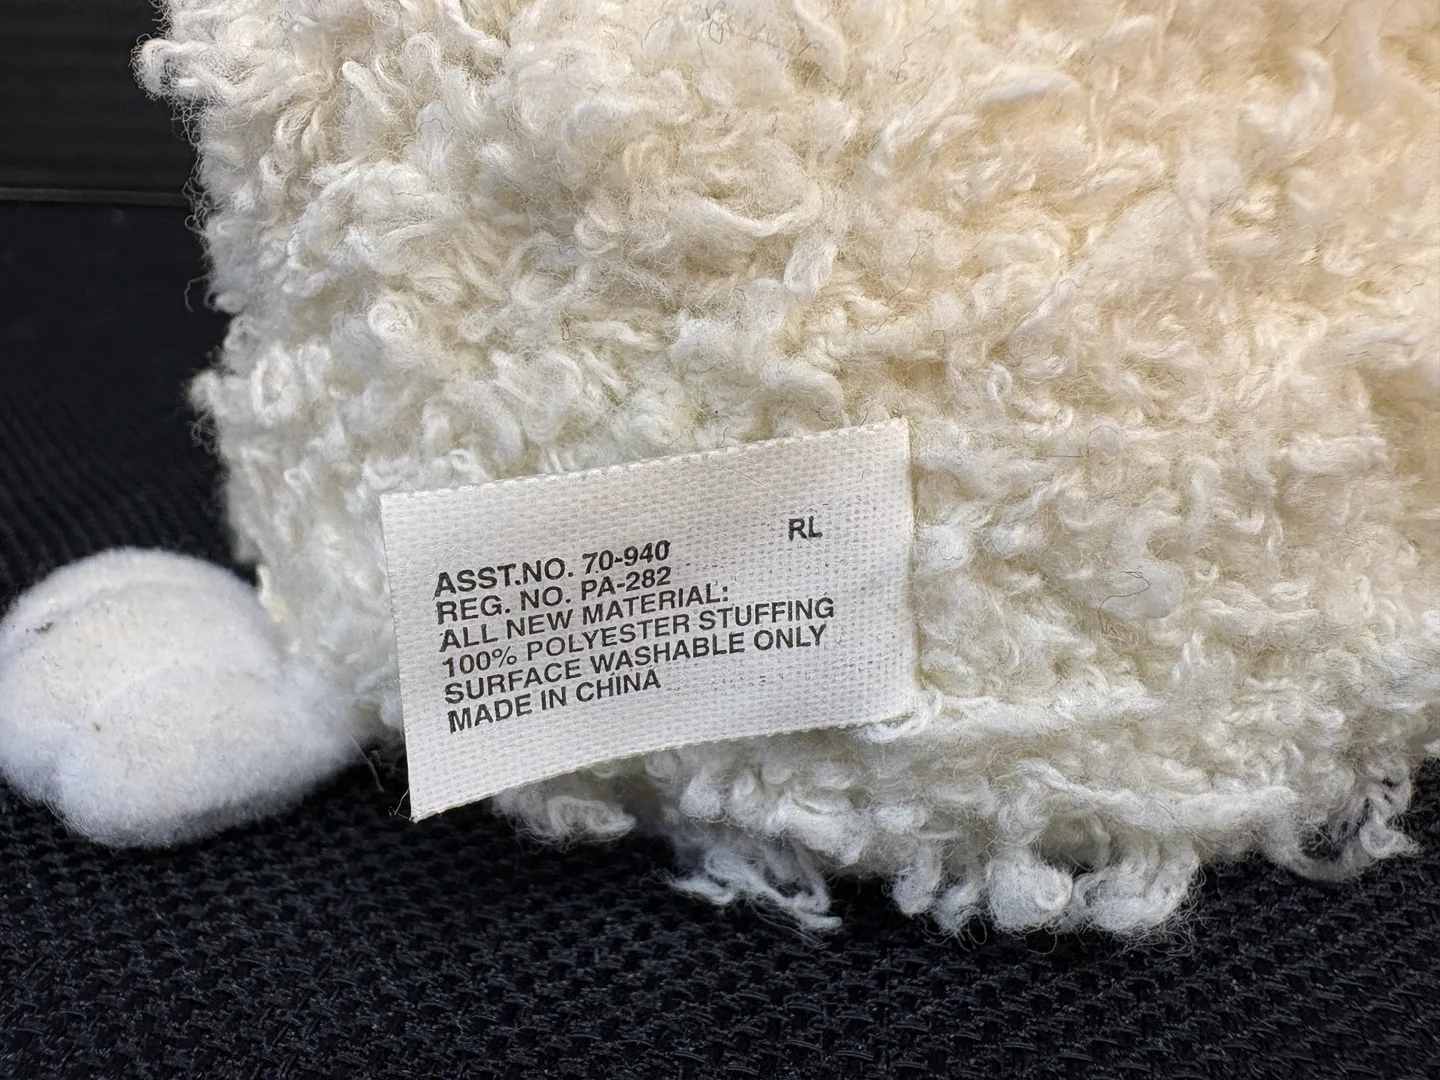 RL
ASST.NO. 70-940
REG. NO. PA-282
ALL NEW MATERIAL:
100% POLYESTER STUFFING
SURFACE WASHABLE ONLY
MADE IN CHINA